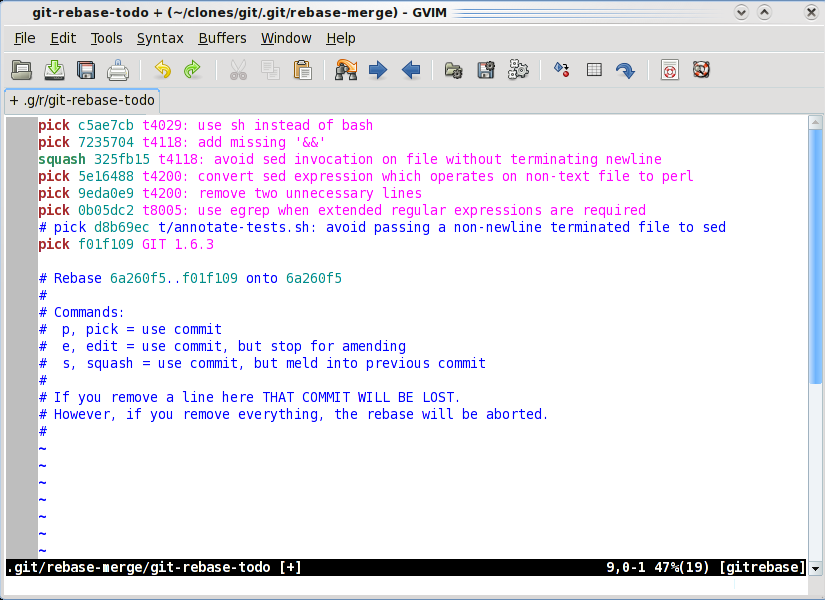 git-rebase-todo + (~/clones/git/.git/rebase-merge) - GVIM
File Edit Tools Syntax Buffers Window Help
+ .g/r/git-rebase-todo
pick c5ae7cb t4029: use sh instead of bash
pick 7235704 t4118: add missing '&&'
squash 325fb15 t4118: avoid sed invocation on file without terminating newline
pick 5e16488 t4200: convert sed expression which operates on non-text file to perl
pick 9eda0e9 t4200: remove two unnecessary lines
pick 0b05dc2 t8005: use egrep when extended regular expressions are required
# pick d8b69ec t/annotate-tests.sh: avoid passing a non-newline terminated file to sed
pick f01f109 GIT 1.6.3
# Rebase 6a260f5..f01f109 onto 6a260f5
#
# Commands:
#  p, pick = use commit
#  e, edit = use commit, but stop for amending
#  s, squash = use commit, but meld into previous commit
#
# If you remove a line here THAT COMMIT WILL BE LOST.
# However, if you remove everything, the rebase will be aborted.
#
~
~
~
~
~
~
~
.git/rebase-merge/git-rebase-todo [+] 9,0-1 47%(19) [gitrebase]